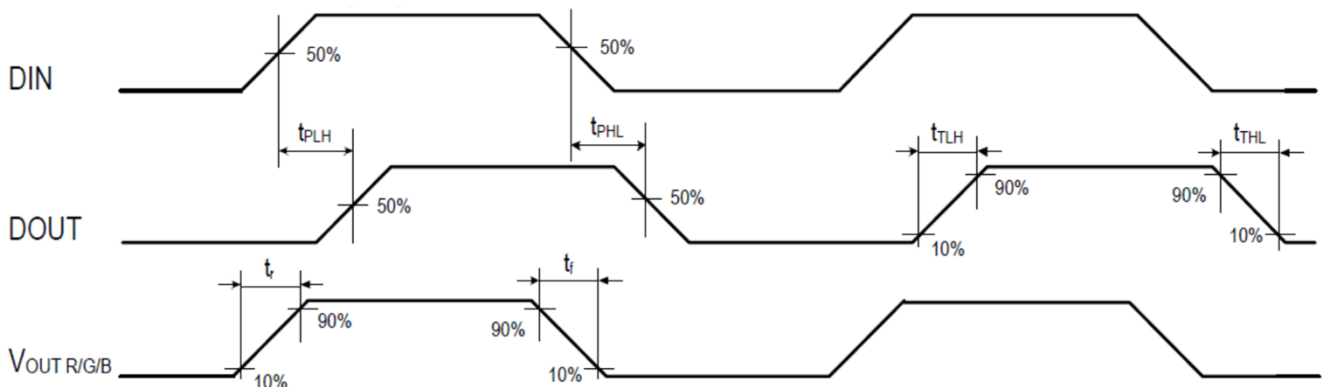 50%
50%
DIN
tPLH
tPHL
tTLH
tTHL
50%
50%
90%
90%
DOUT
10%
10%
tr
tf
90%
90%
VOUT R/G/B
10%
10%